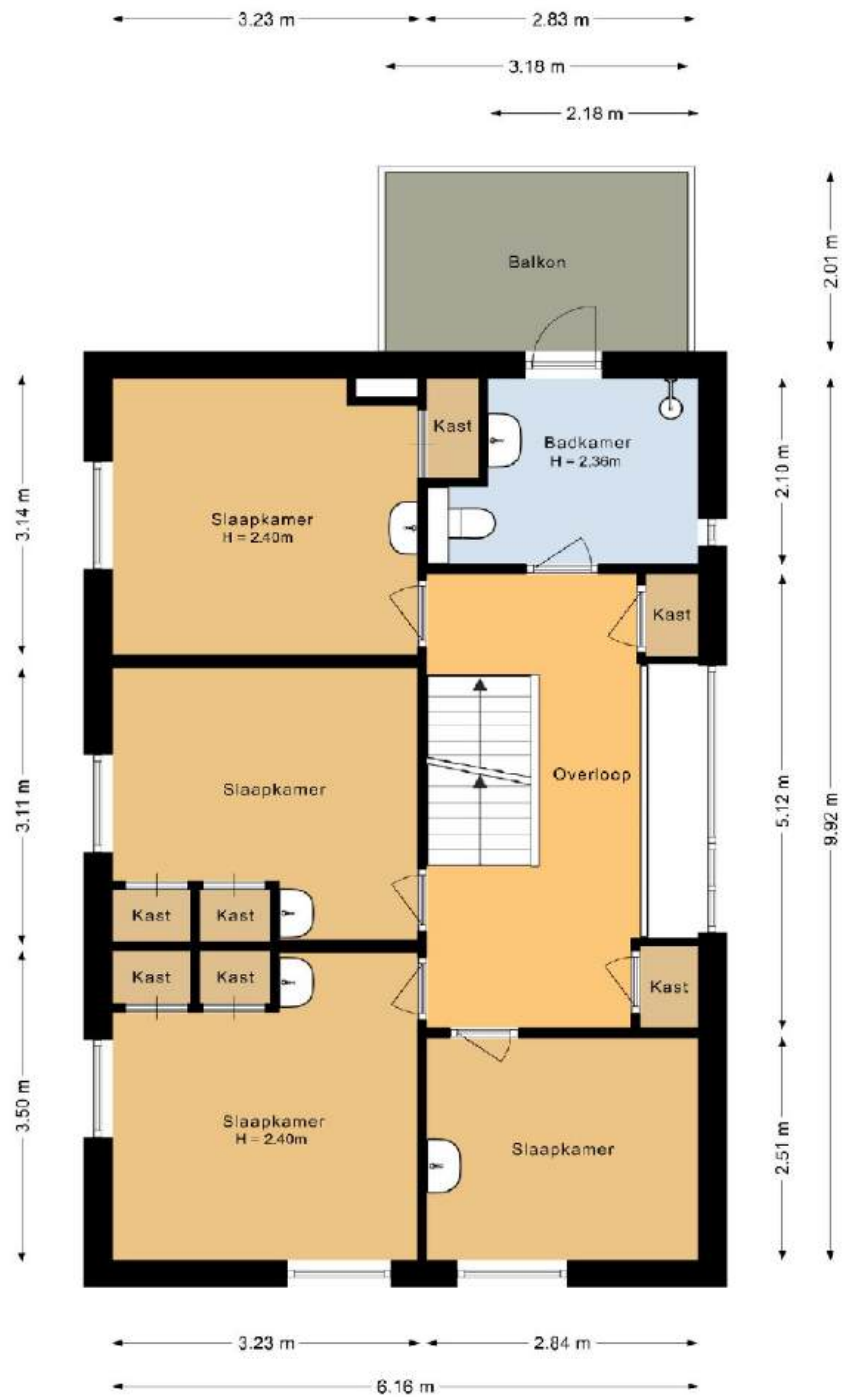 3.23 m
2.83 m
3.18 m
2.18 m
2.01 m
Balkon
Kast
Badkamer
H = 2.36m
2.10 m
3.14 m
Slaapkamer
H = 2.40m
Kast
3.11 m
Slaapkamer
Overloop
5.12 m
9.92 m
Kast
Kast
Kast
Kast
Kast
3.50 m
Slaapkamer
H = 2.40m
Slaapkamer
2.51 m
3.23 m
2.84 m
6.16 m